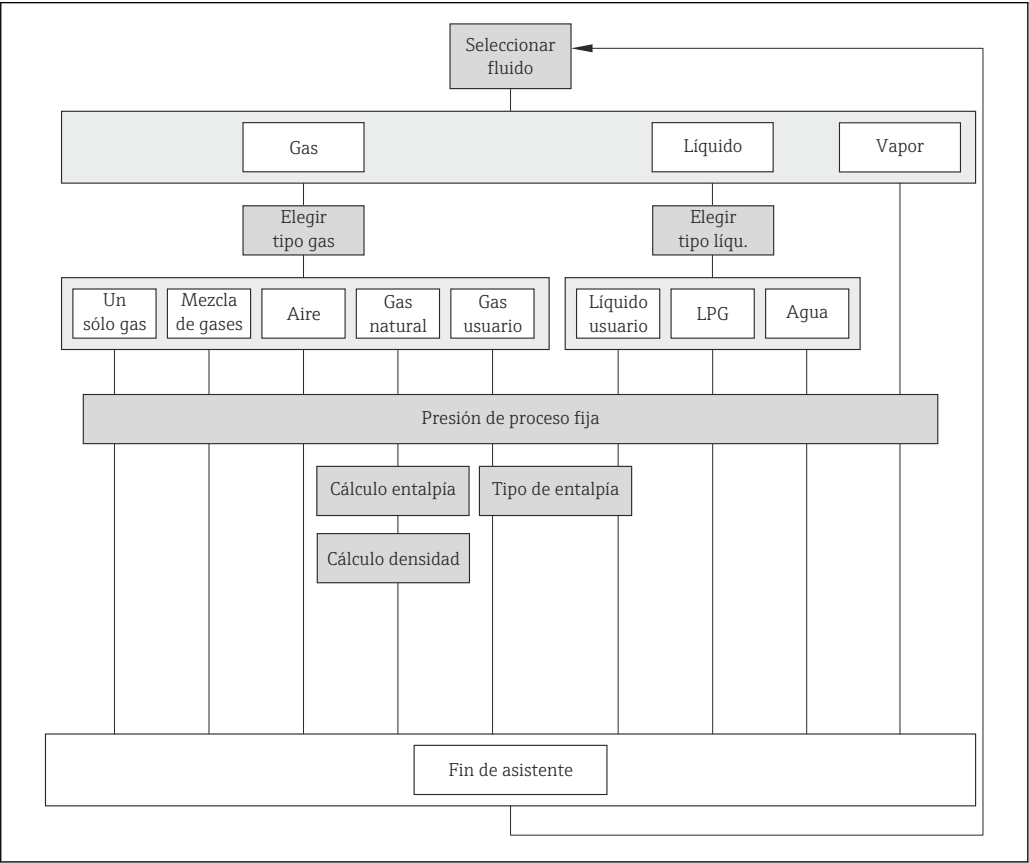 Seleccionar
fluido
Gas
Líquido
Vapor
Elegir
tipo gas
Elegir
tipo líqu.
Un
sólo gas
Mezcla
de gases
Aire
Gas
natural
Gas
usuario
Líquido
usuario
LPG
Agua
Presión de proceso fija
Cálculo entalpía
Tipo de entalpía
Cálculo densidad
Fin de asistente